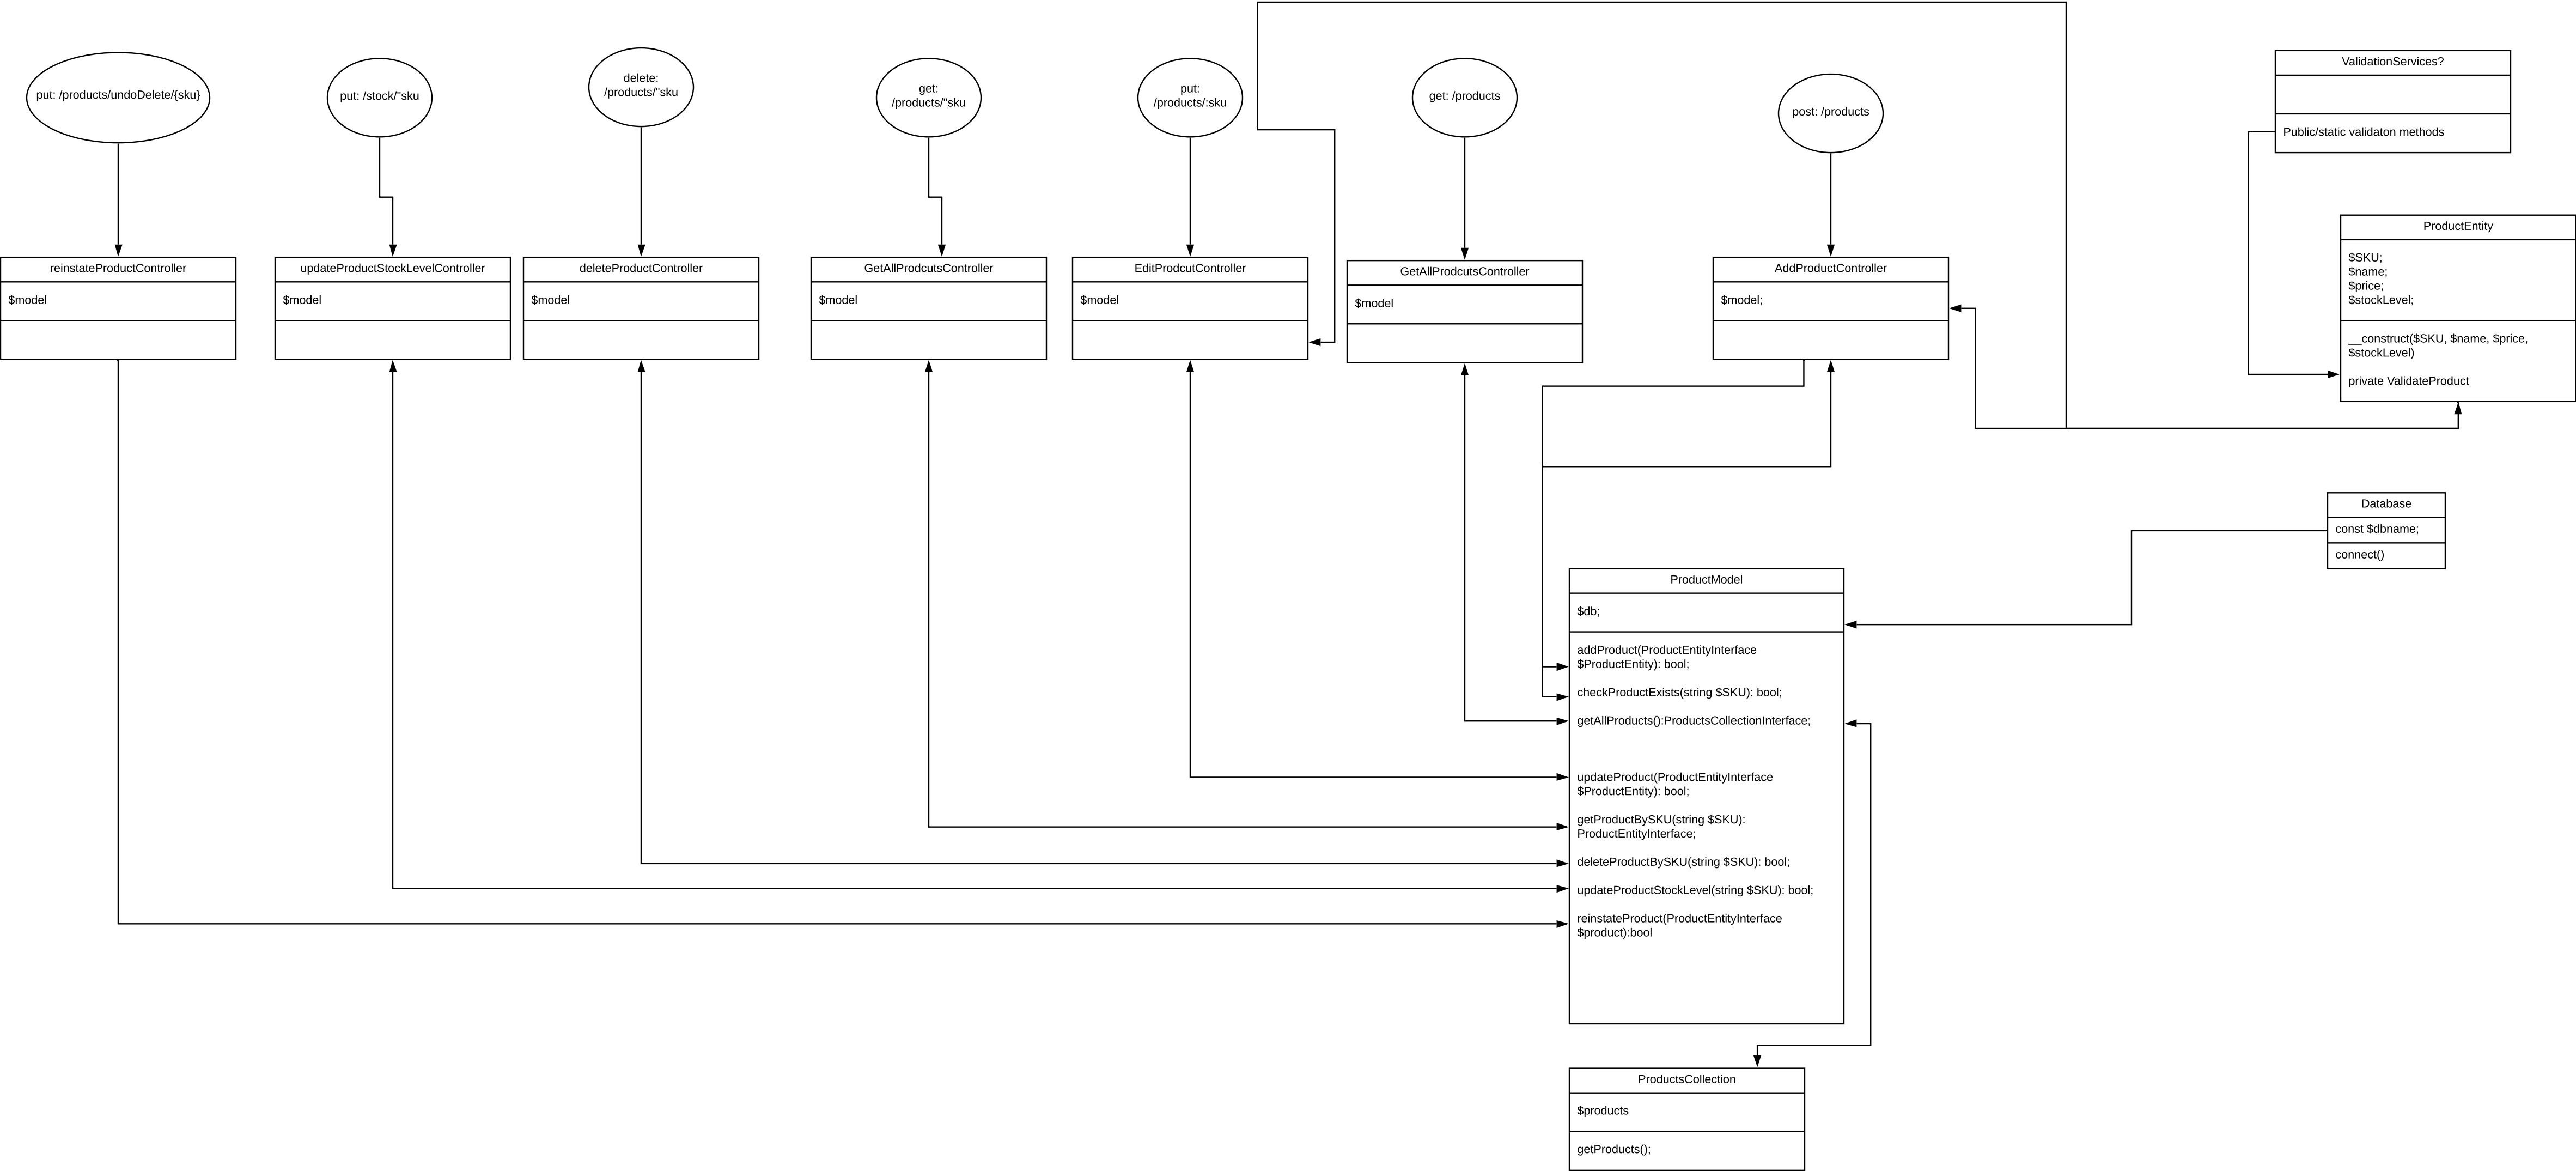 put: /products/undoDelete/{sku}
put: /stock/"sku
delete:
/products/"sku
get:
/products/"sku
put:
/products/:sku
get: /products
post: /products
ValidationServices?
Public/static validaton methods
reinstateProductController
$model
updateProductStockLevelController
$model
deleteProductController
$model
GetAllProdcutsController
$model
EditProdcutController
$model
GetAllProdcutsController
$model
AddProductController
$model;
ProductEntity
$SKU;
$name;
$price;
$stockLevel;
__construct($SKU, $name, $price,
$stockLevel)
private ValidateProduct
Database
const $dbname;
connect()
ProductModel
$db;
addProduct(ProductEntityInterface
$ProductEntity): bool;
checkProductExists(string $SKU): bool;
getAllProducts():ProductsCollectionInterface;
updateProduct(ProductEntityInterface
$ProductEntity): bool;
getProductBySKU(string $SKU):
ProductEntityInterface;
deleteProductBySKU(string $SKU): bool;
updateProductStockLevel(string $SKU): bool;
reinstateProduct(ProductEntityInterface
$product):bool
ProductsCollection
$products
getProducts();